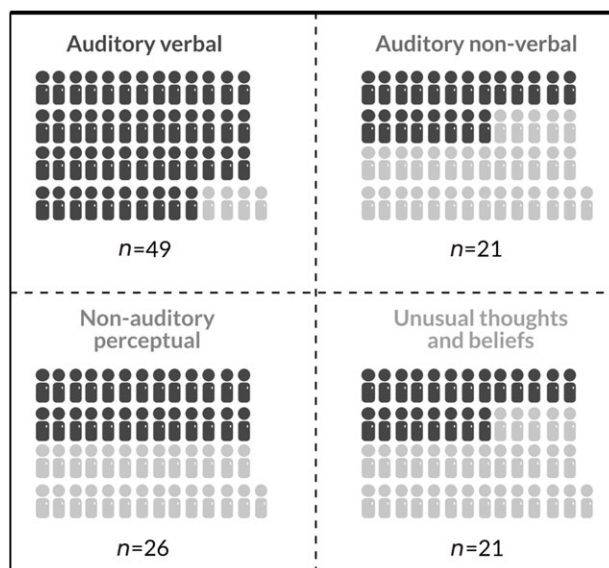 Auditory verbal
n=49
Auditory non-verbal
n=21
Non-auditory
perceptual
n=26
Unusual thoughts
and beliefs
n=21